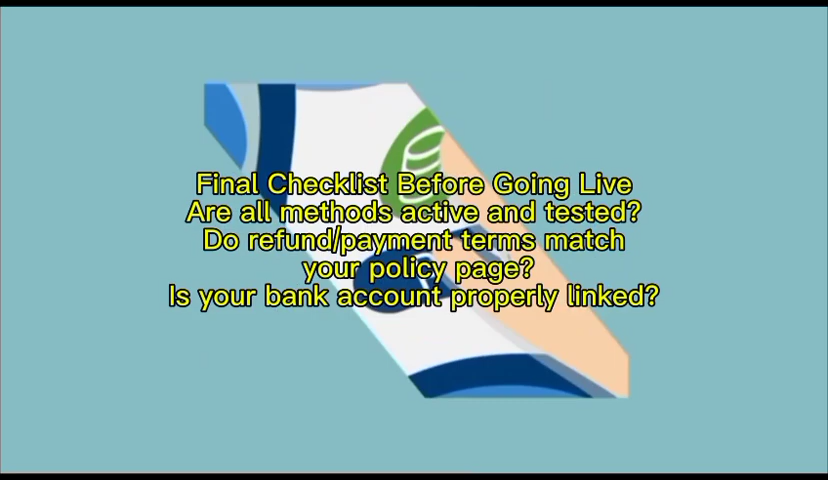 Final Checklist Before Going Live
Are all methods active and tested?
Do refund/payment terms match
your policy page?
Is your bank account properly linked?